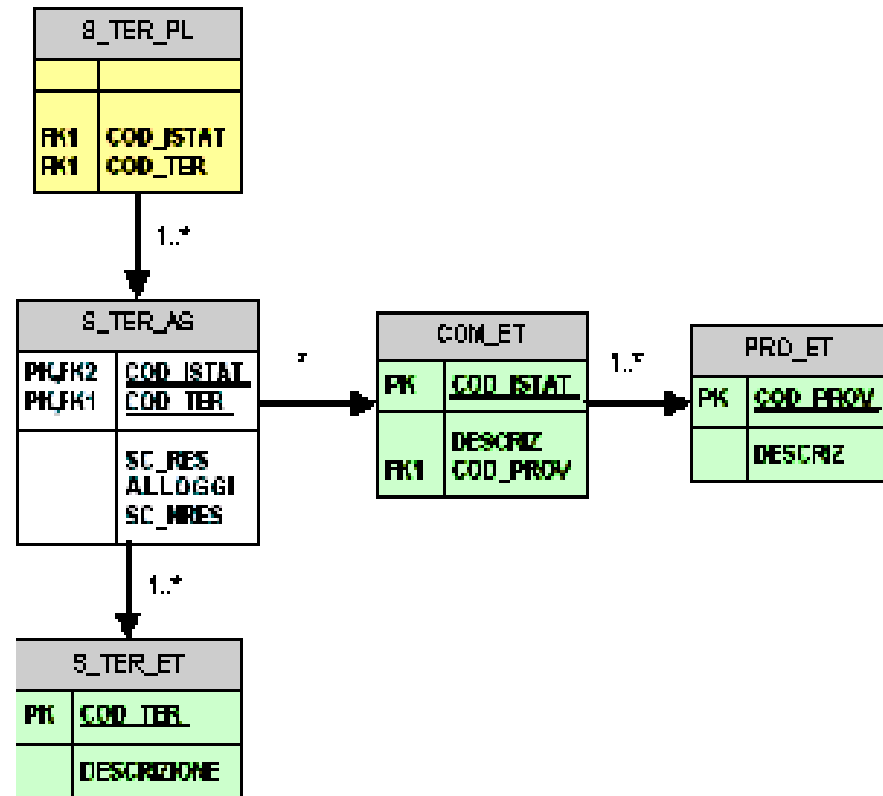 S_TER_PL
FK1 COD_ISTAT
FK1 COD_TER
1..*
S_TER_AS
PK,FK2 COD_ISTAT
PK,FK1 COD_TER
SC_RES
ALLOGGI
SC_NRES
*
COM_ET
PK COD_ISTAT
DESCRIZ
FK1 COD_PROV
1..*
PRO_ET
PK COD_PROV
DESCRIZ
1..*
S_TER_ET
PK COD_TER
DESCRIZIONE